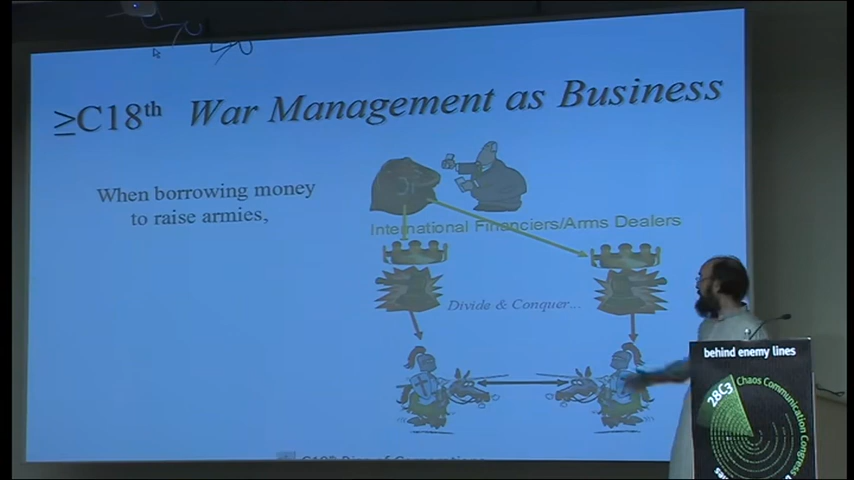 ≥C18th War Management as Business
When borrowing money
to raise armies,
International Financiers/Arms Dealers
Divide & Conquer...
behind enemy lines
28C3
Chaos Communication Congress